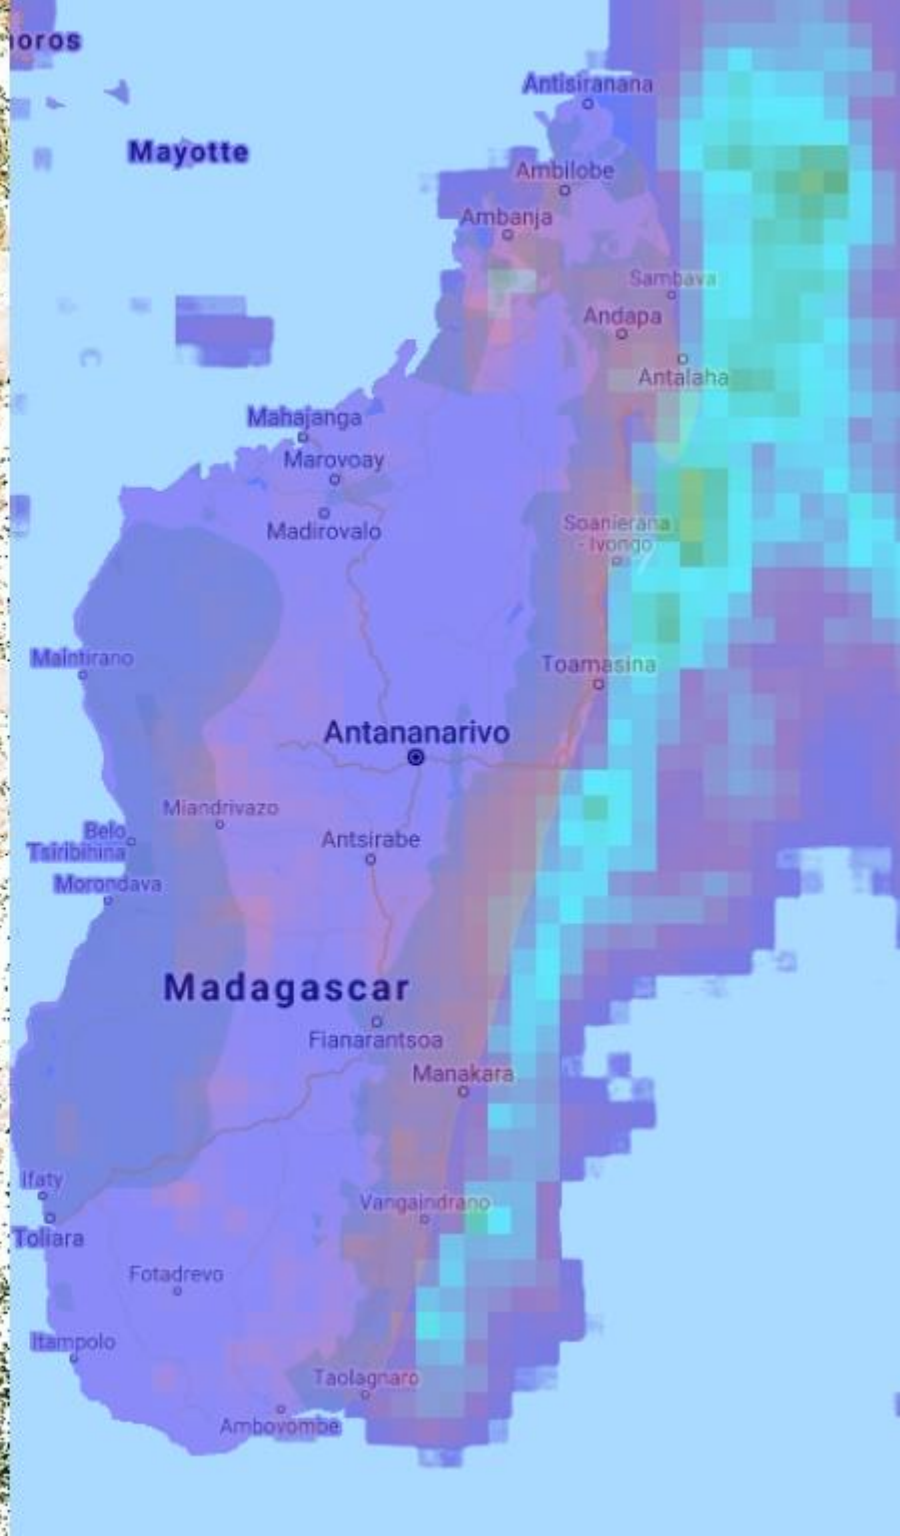 oros
Antisiranana
Mayotte
Ambilobe
Ambanja
Sambava
Andapa
Antalaha
Mahajanga
Marovoay
Madirovalo
Soanierana
- Ivongo
Maintirano
Toamasina
Antananarivo
Miandrivazo
Belo
Tsiribihina
Antsirabe
Morondava
Madagascar
Fianarantsoa
Manakara
Ifaty
Vangaindrano
Toliara
Fotadrevo
Itampolo
Taolagnaro
Ambovombe